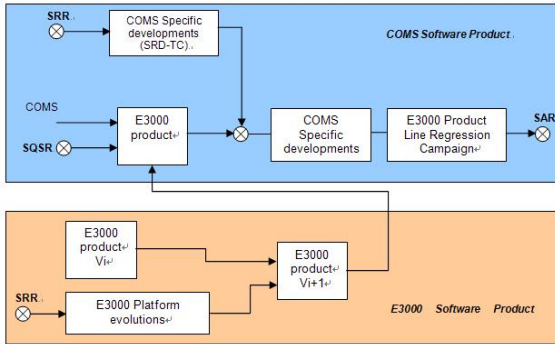 SRR
COMS Specific
developments
(SRD-TC).
COMS Software Product
COMS
SQSR
E3000
product
COMS
Specific
developments
E3000 Product
Line Regression
Campaign
SAR
E3000
product
Vi
E3000
product
Vi+1
SRR
E3000 Platform
evolutions
E3000 Software Product